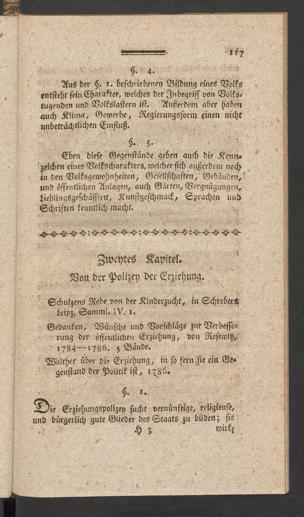 117
§. 4.
Aus der §. 1. beschriebenen Bildung eines Volks
entsteht sein Charakter, welches der Inbegriff von Volks-
tugenden und Volkslastern ist. Außerdem aber haben
auch Klima, Gewerbe, Regierungsform einen nicht
unbeträchtlichen Einfluß.
§. 5.
Eben diese Gegenstände geben auch die Kenn-
zeichen eines Volkscharakters, welcher sich außerdem noch
in den Volksgewohnheiten, Gesellschaften, Gebäuden,
und öffentlichen Anlagen, auch Gärten, Vergnügungen,
Lieblingsgeschäfften, Kunstgeschmack, Sprachen und
Schriften kenntlich macht.
Zweytes Kapitel.
Von der Polizey der Erziehung.
Schulzens Rede von der Kinderzucht, in Schrebers
Leipz. Samml. IV. 1.
Gedanken, Wünsche und Vorschläge zur Verbesse-
rung der öffentlichen Erziehung, von Resewitz,
1784—1786. 5 Bände.
Walther über die Erziehung, in so fern sie ein Ge-
genstand der Politik ist, 1786.
§. 1.
Die Erziehungspolizey sucht vernünftige, religieuse,
und bürgerlich gute Glieder des Staats zu bilden; sie
H 3 wirkt